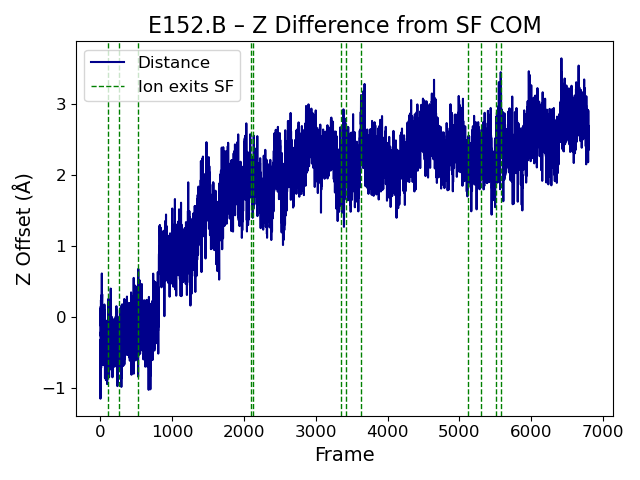 E152.B – Z Difference from SF COM
Distance
Ion exits SF
Z Offset (Å)
3
2
1
0
−1
0 1000 2000 3000 4000 5000 6000 7000
Frame